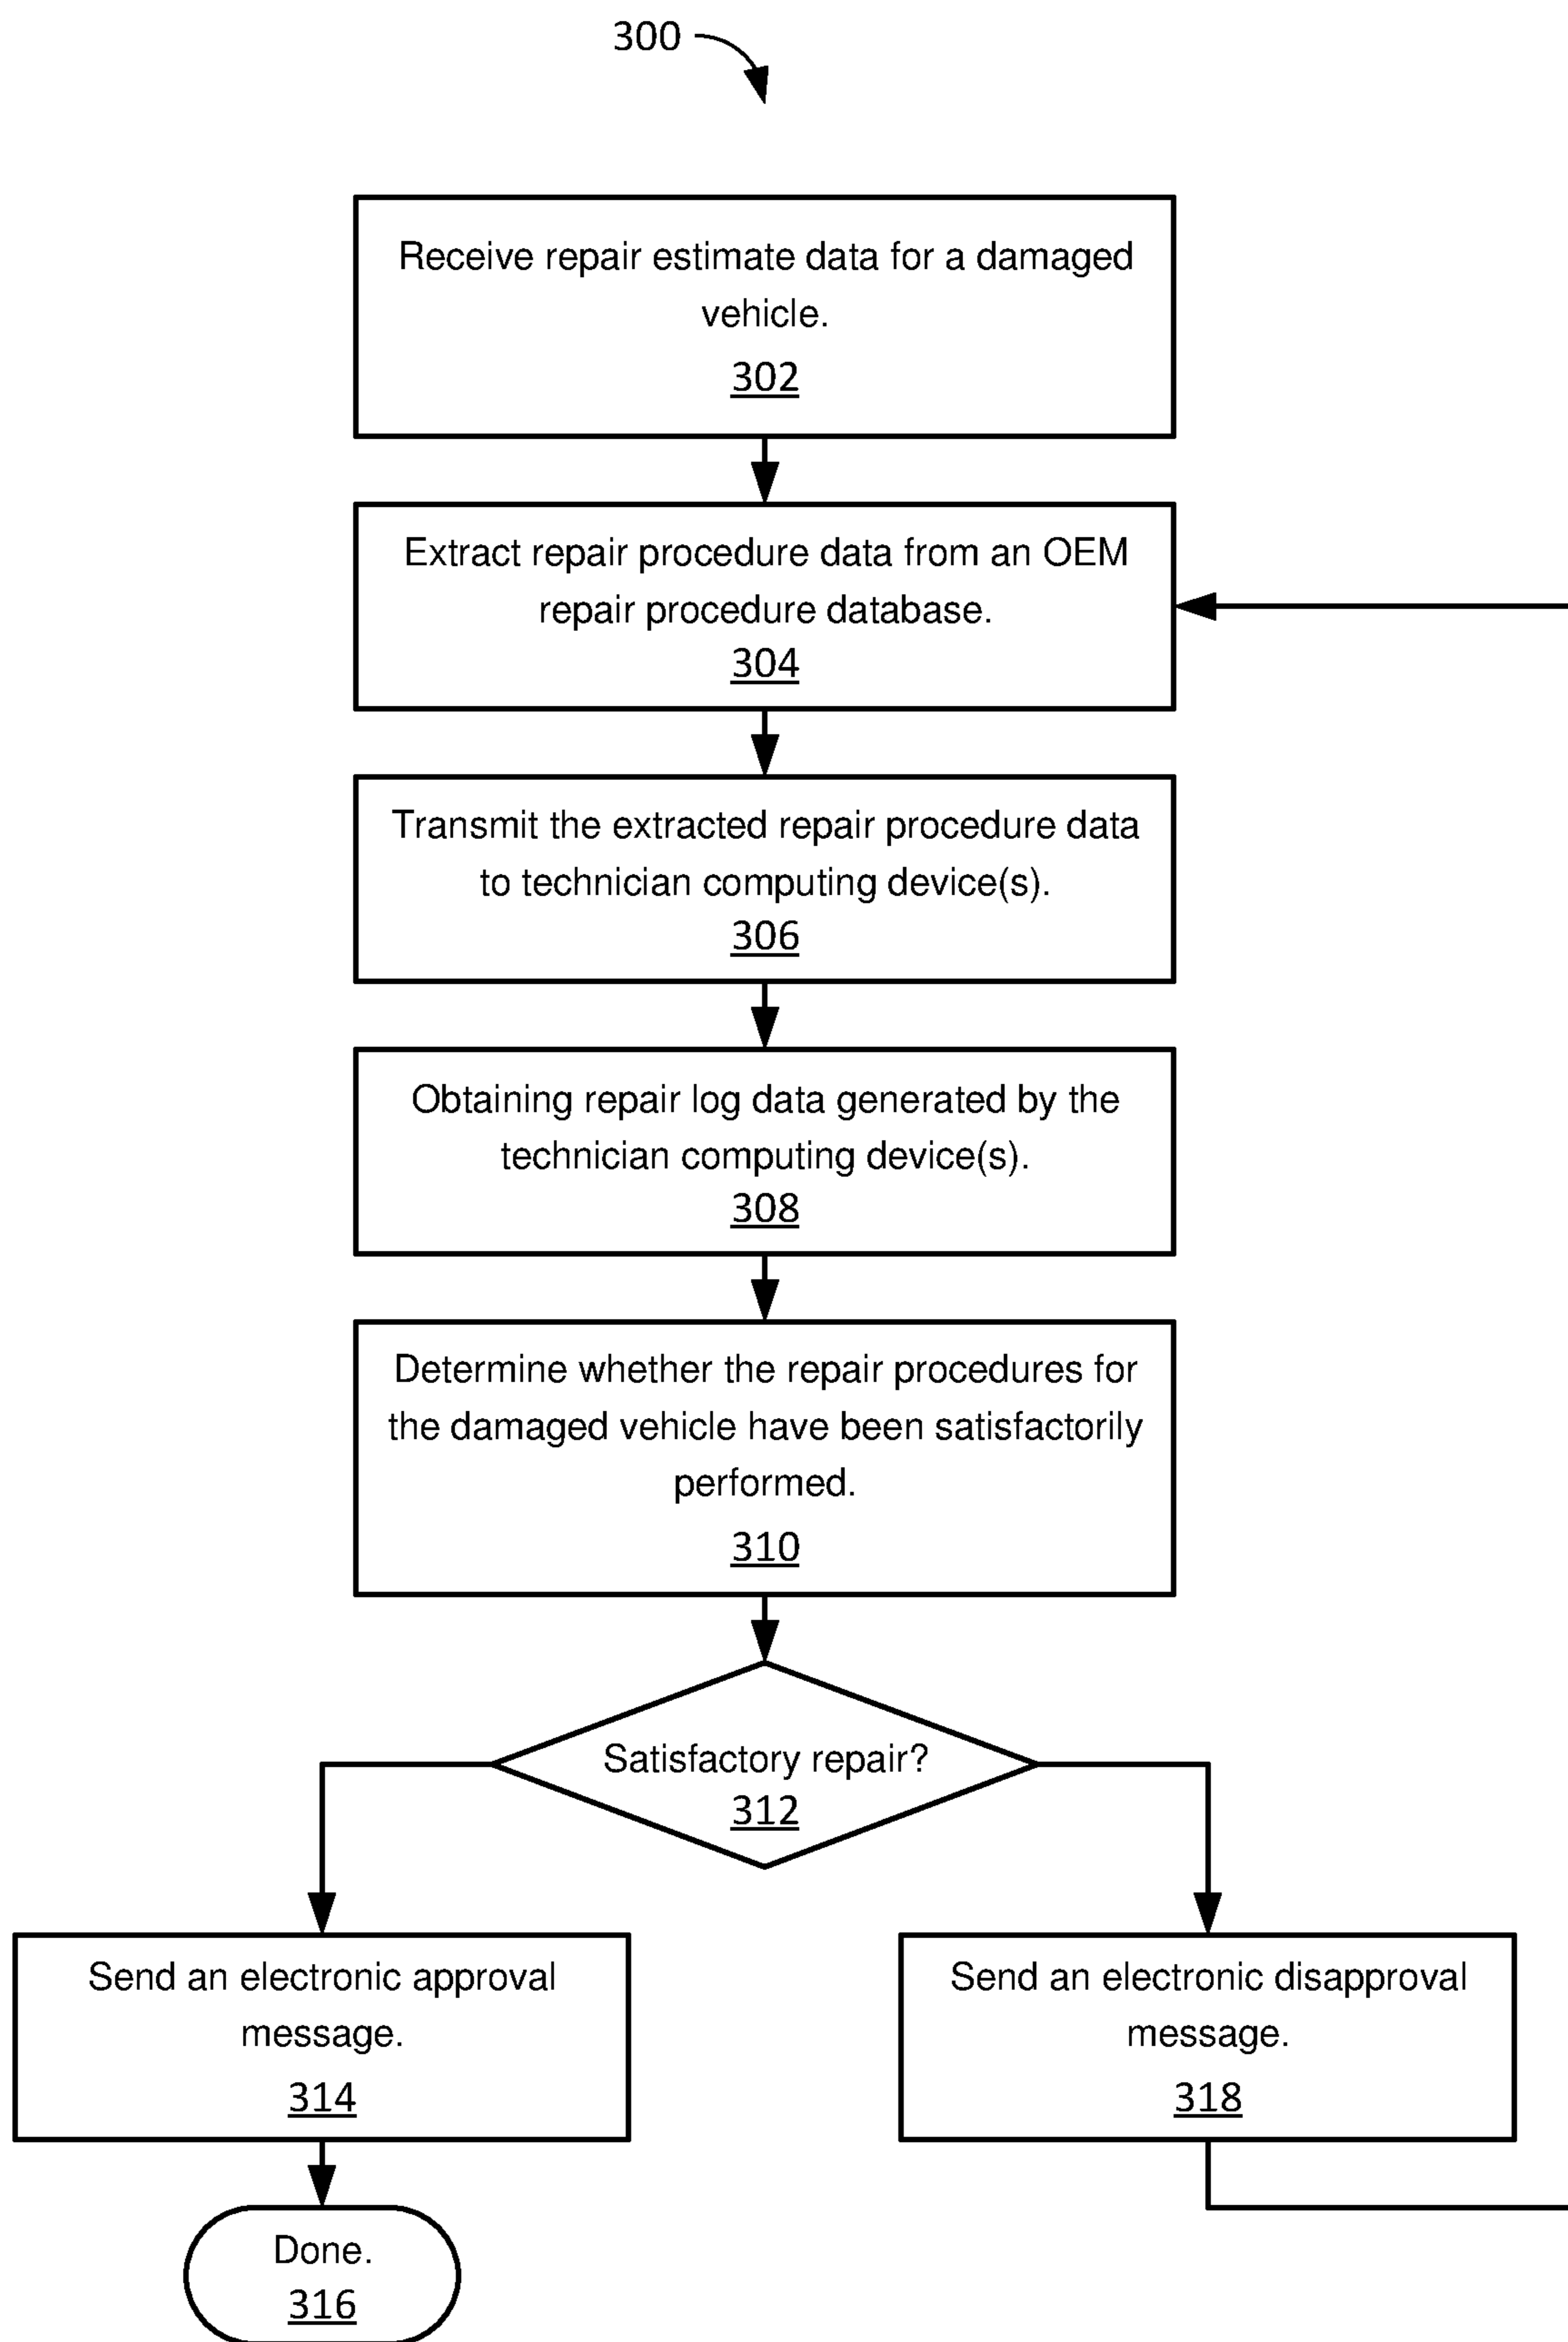 300
Receive repair estimate data for a damaged
vehicle.
302
Extract repair procedure data from an OEM
repair procedure database.
304
Transmit the extracted repair procedure data
to technician computing device(s).
306
Obtaining repair log data generated by the
technician computing device(s).
308
Determine whether the repair procedures for
the damaged vehicle have been satisfactorily
performed.
310
Satisfactory repair?
312
Send an electronic approval
message.
314
Send an electronic disapproval
message.
318
Done.
316